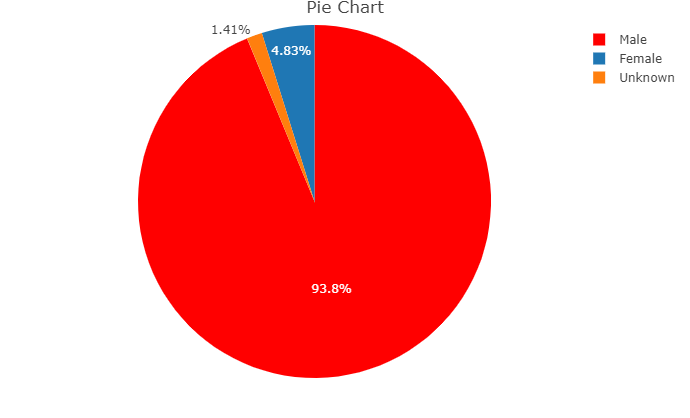 Pie Chart
1.41%
4.83%
93.8%
Male
Female
Unknown